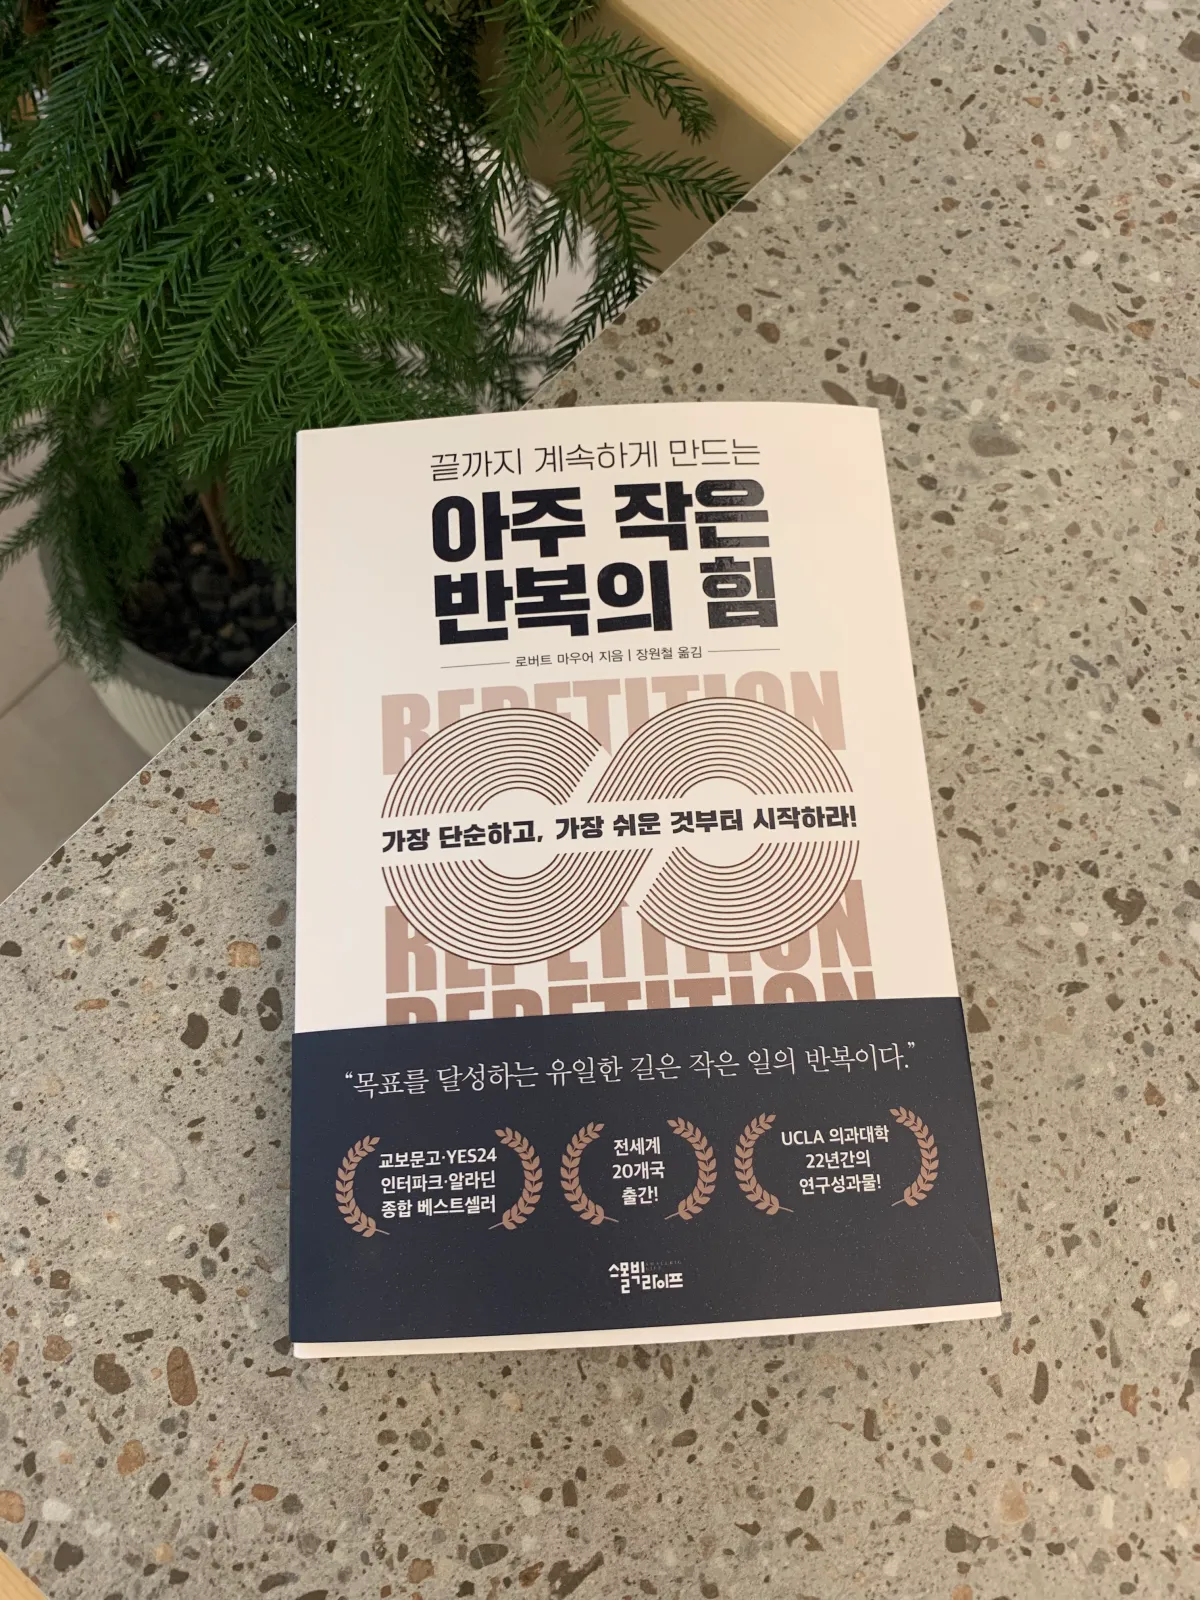 끝까지 계속하게 만드는
아주 작은
반복의 힘
로버트 마우어 지음 | 장원철 옮김
REPETITION
가장 단순하고, 가장 쉬운 것부터 시작하라!
REPETITION
REPETITION
“목표를 달성하는 유일한 길은 작은 일의 반복이다.”
교보문고·YES24
인터파크·알라딘
종합 베스트셀러
전세계
20개국
출간!
UCLA 의과대학
22년간의
연구성과물!
스몰빅
라이프